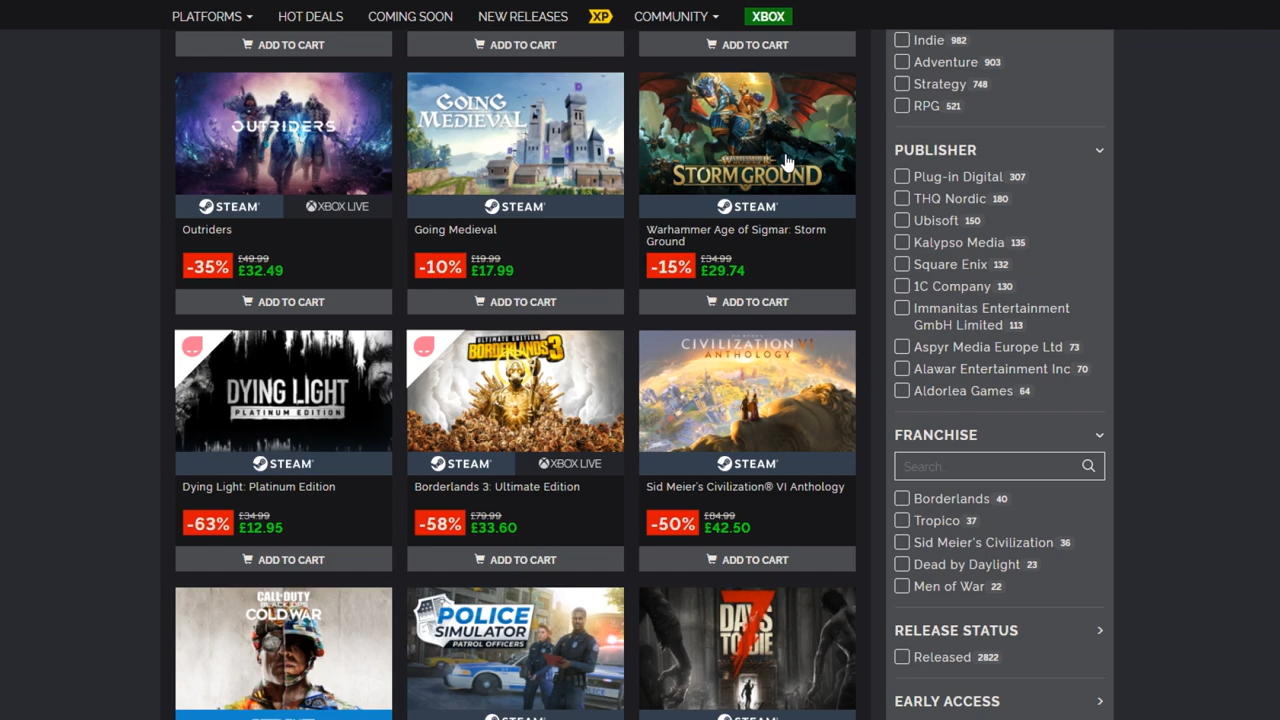 PLATFORMS
HOT DEALS
COMING SOON
NEW RELEASES
XP
COMMUNITY
XBOX
ADD TO CART
ADD TO CART
ADD TO CART
OUTRIDERS
GOING
MEDIEVAL
WARHAMMER
STORM GROUND
STEAM
XBOX LIVE
STEAM
STEAM
Outriders
Going Medieval
Warhammer Age of Sigmar: Storm
Ground
-35% £49.99 £32.49
-10% £19.99 £17.99
-15% £34.99 £29.74
ADD TO CART
ADD TO CART
ADD TO CART
DYING LIGHT
PLATINUM EDITION
ULTIMATE EDITION
BORDERLANDS 3
CIVILIZATION VI
ANTHOLOGY
STEAM
STEAM
XBOX LIVE
STEAM
Dying Light: Platinum Edition
Borderlands 3: Ultimate Edition
Sid Meier's Civilization® VI Anthology
-63% £34.99 £12.95
-58% £79.99 £33.60
-50% £84.99 £42.50
ADD TO CART
ADD TO CART
ADD TO CART
CALL OF DUTY
BLACK OPS
COLD WAR
POLICE
SIMULATOR
PATROL OFFICERS
POLICE
7
DAYS
TO DIE
STEAM
STEAM
Indie 982
Adventure 903
Strategy 748
RPG 521
PUBLISHER
Plug-in Digital 307
THQ Nordic 180
Ubisoft 150
Kalypso Media 135
Square Enix 132
1C Company 130
Immanitas Entertainment
GmbH Limited 113
Aspyr Media Europe Ltd 73
Alawar Entertainment Inc 70
Aldorlea Games 64
FRANCHISE
Search..
Borderlands 40
Tropico 37
Sid Meier's Civilization 36
Dead by Daylight 23
Men of War 22
RELEASE STATUS
Released 2822
EARLY ACCESS